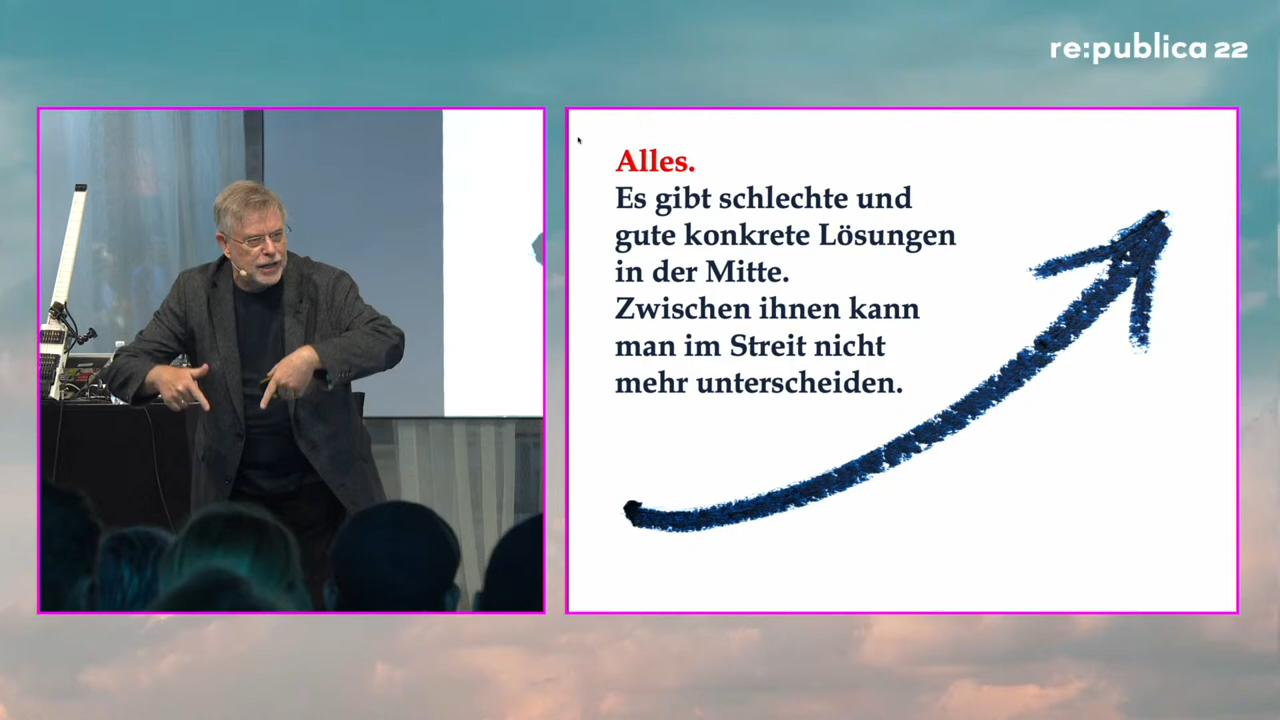 re:publica 22
Alles.
Es gibt schlechte und
gute konkrete Lösungen
in der Mitte.
Zwischen ihnen kann
man im Streit nicht
mehr unterscheiden.